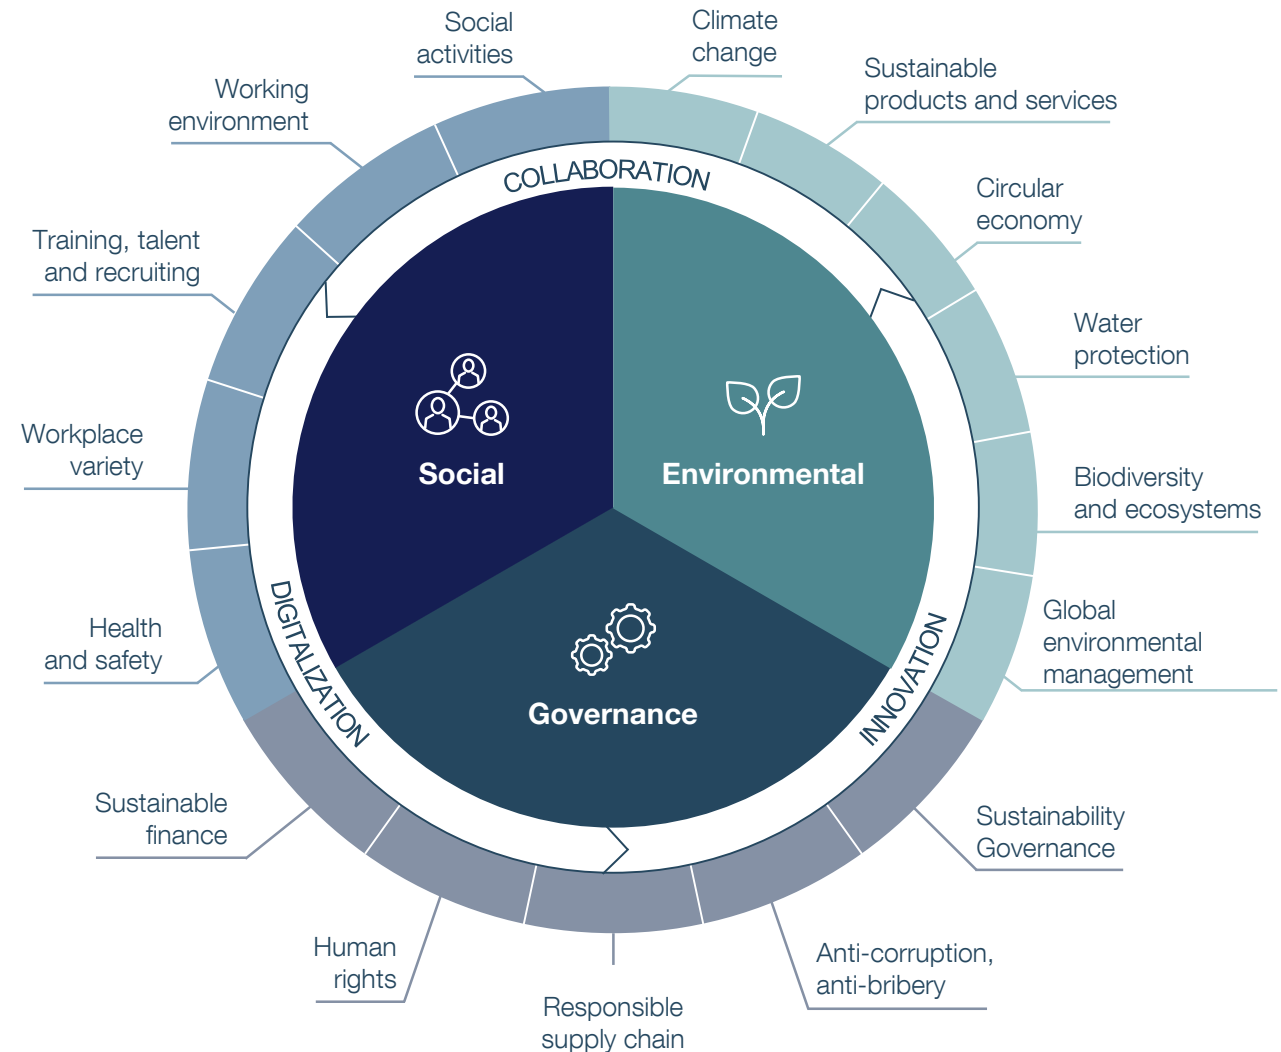 Social
activities
Climate
change
Sustainable
products and services
Working
environment
Circular
economy
Training, talent
and recruiting
Water
protection
Workplace
variety
Biodiversity
and ecosystems
Health
and safety
Global
environmental
management
Sustainable
finance
Sustainability
Governance
Human
rights
Anti-corruption,
anti-bribery
Responsible
supply chain
COLLABORATION
DIGITALIZATION
INNOVATION
Social
Environmental
Governance